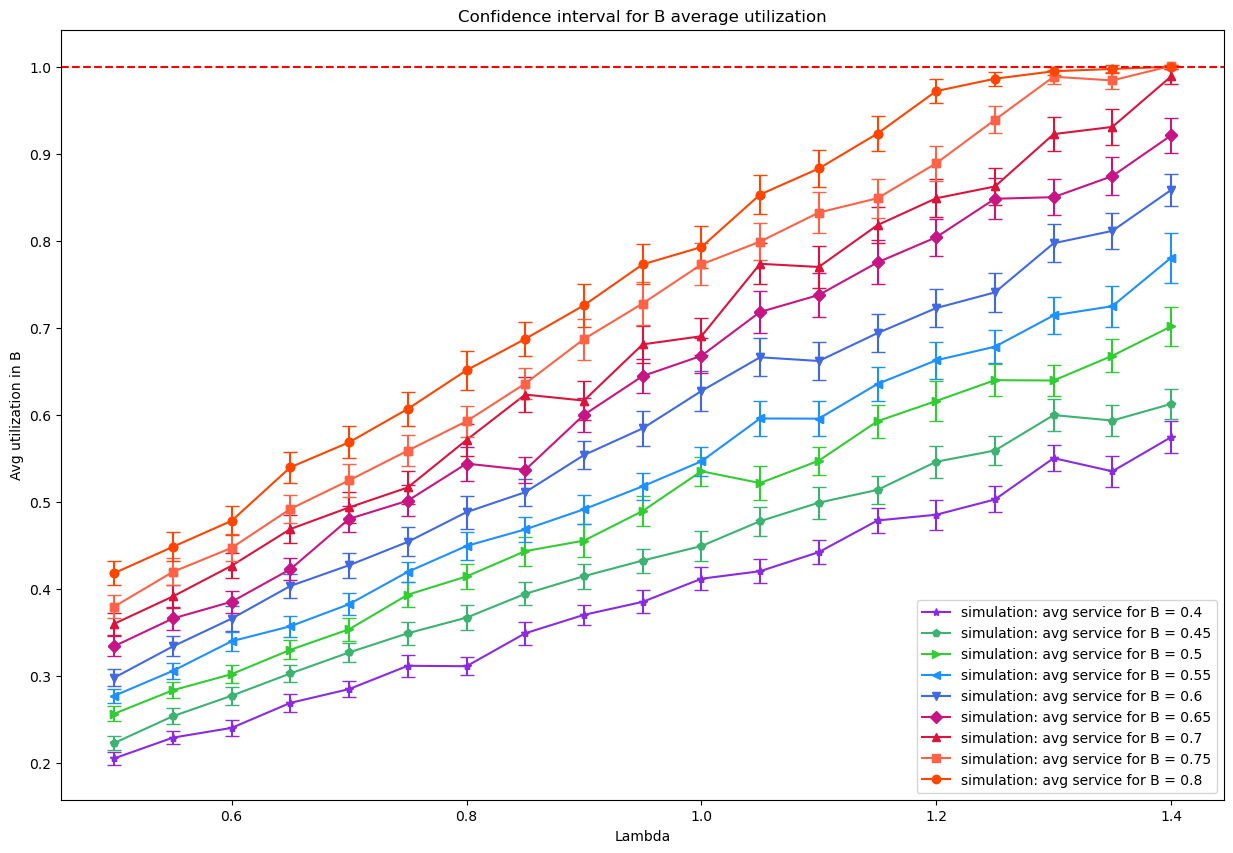 Confidence interval for B average utilization
1.0
0.9
0.8
0.7
0.6
0.5
0.4
0.3
0.2
Avg utilization in B
simulation: avg service for B = 0.4
simulation: avg service for B = 0.45
simulation: avg service for B = 0.5
simulation: avg service for B = 0.55
simulation: avg service for B = 0.6
simulation: avg service for B = 0.65
simulation: avg service for B = 0.7
simulation: avg service for B = 0.75
simulation: avg service for B = 0.8
0.6 0.8 1.0 1.2 1.4
Lambda